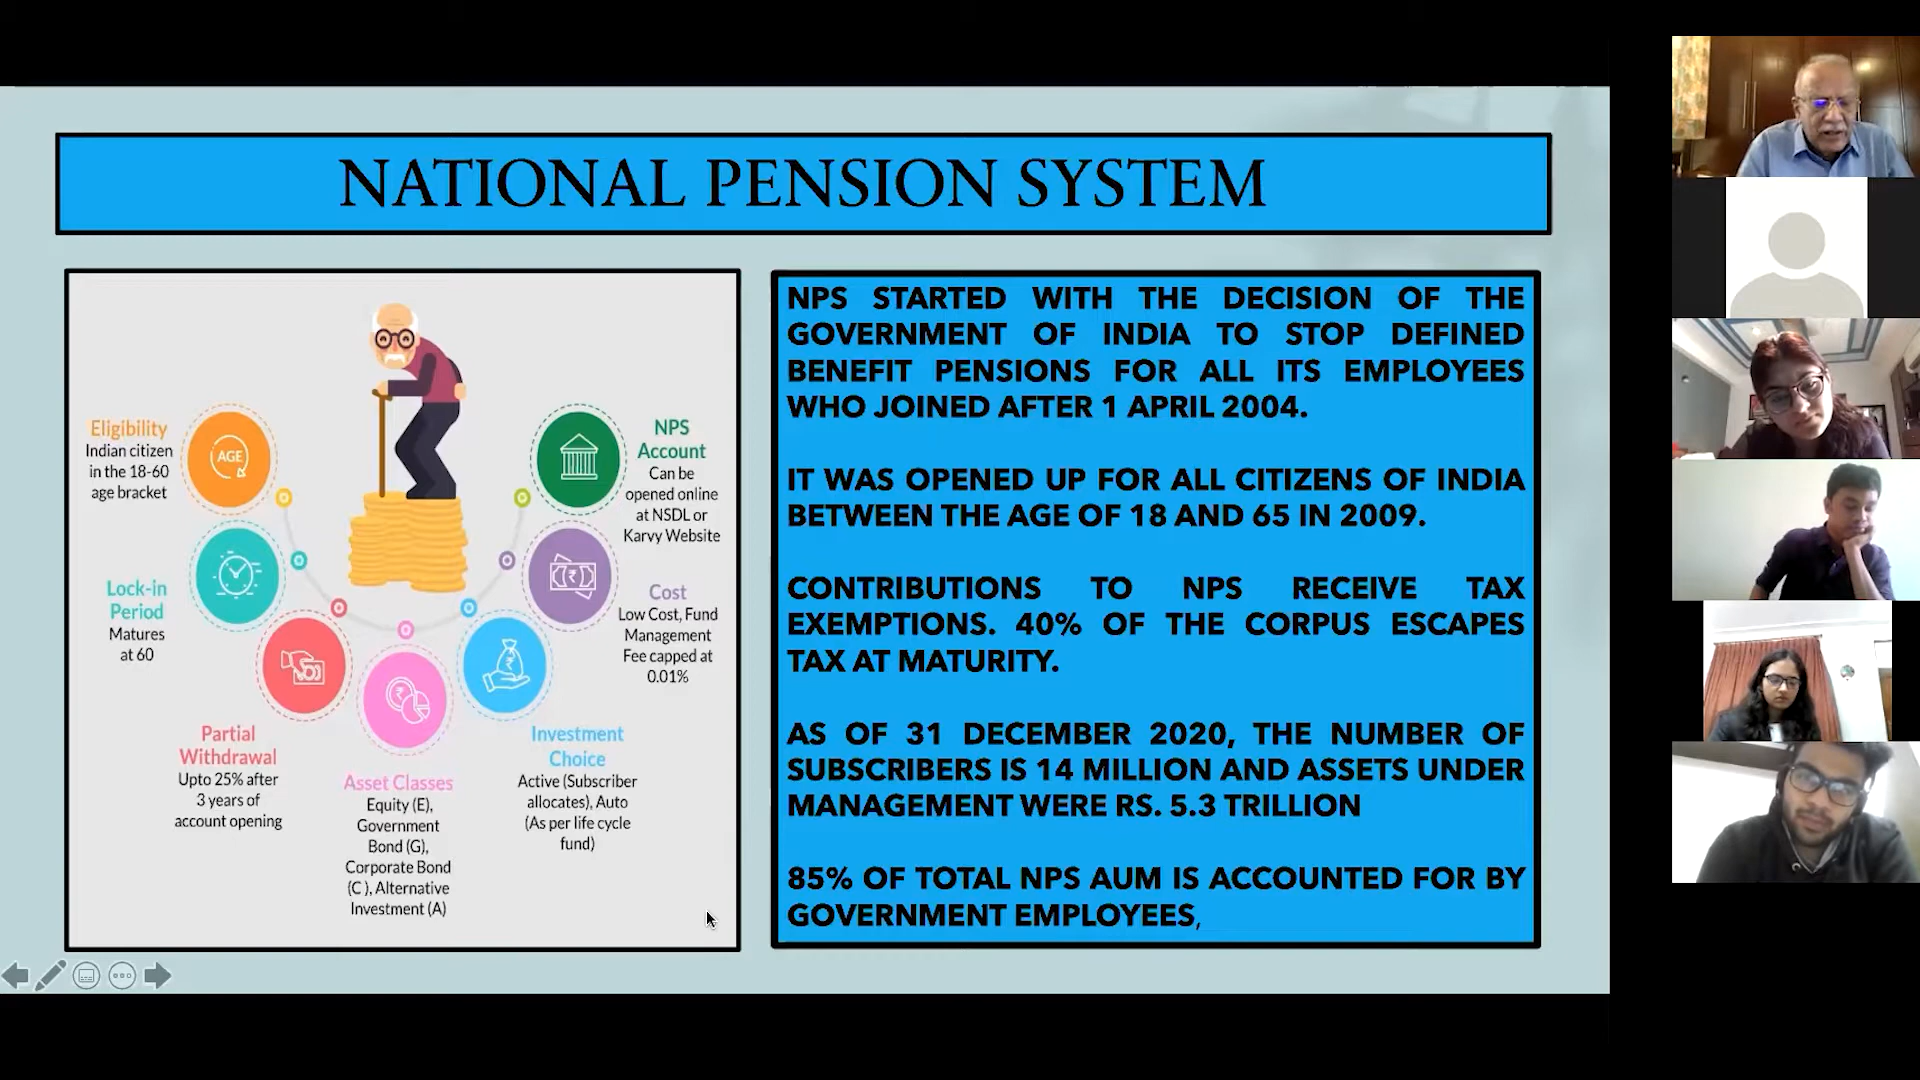 NATIONAL PENSION SYSTEM
Eligibility
Indian citizen
in the 18-60
age bracket
AGE
Lock-in
Period
Matures
at 60
Partial
Withdrawal
Upto 25% after
3 years of
account opening
Asset Classes
Equity (E),
Government
Bond (G),
Corporate Bond
(C ), Alternative
Investment (A)
Investment
Choice
Active (Subscriber
allocates), Auto
(As per life cycle
fund)
Cost
Low Cost, Fund
Management
Fee capped at
0.01%
NPS
Account
Can be
opened online
at NSDL or
Karvy Website
NPS STARTED WITH THE DECISION OF THE
GOVERNMENT OF INDIA TO STOP DEFINED
BENEFIT PENSIONS FOR ALL ITS EMPLOYEES
WHO JOINED AFTER 1 APRIL 2004.
IT WAS OPENED UP FOR ALL CITIZENS OF INDIA
BETWEEN THE AGE OF 18 AND 65 IN 2009.
CONTRIBUTIONS TO NPS RECEIVE TAX
EXEMPTIONS. 40% OF THE CORPUS ESCAPES
TAX AT MATURITY.
AS OF 31 DECEMBER 2020, THE NUMBER OF
SUBSCRIBERS IS 14 MILLION AND ASSETS UNDER
MANAGEMENT WERE RS. 5.3 TRILLION
85% OF TOTAL NPS AUM IS ACCOUNTED FOR BY
GOVERNMENT EMPLOYEES,